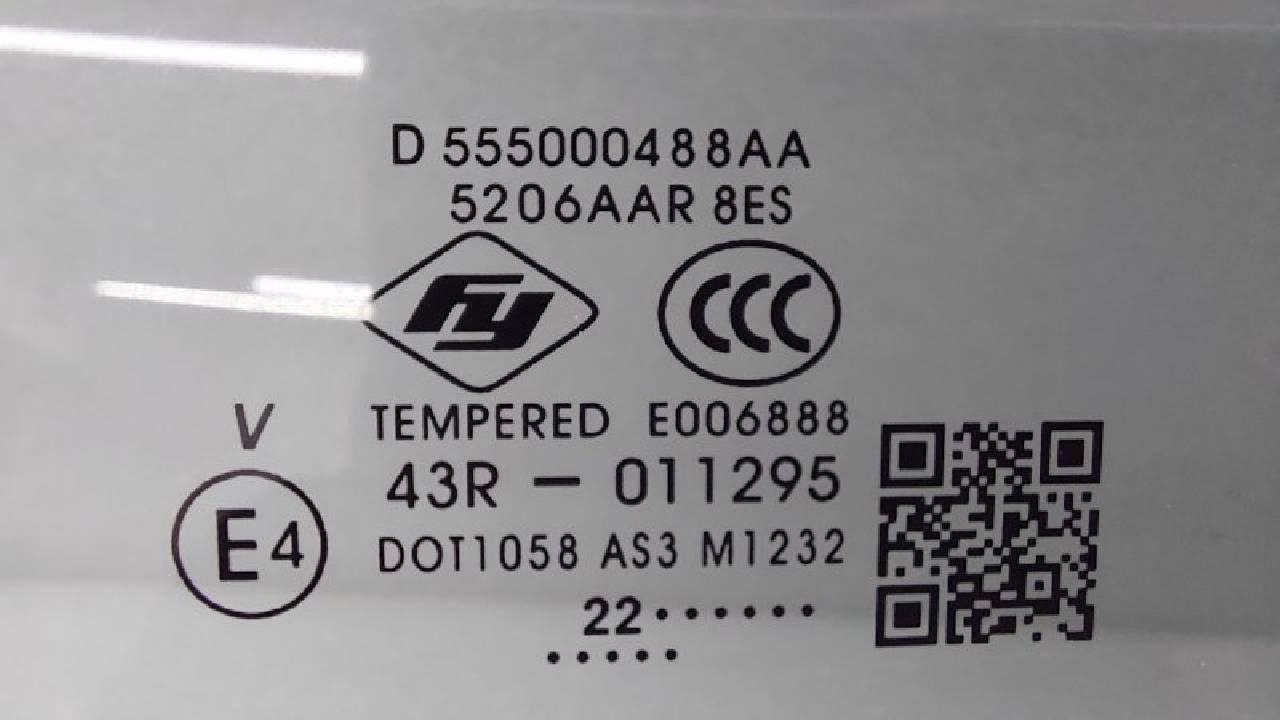 D 555000488AA
5206AAR 8ES
fy CCC
V TEMPERED E006888
E4 43R – 011295
DOT1058 AS3 M1232
22······
·····